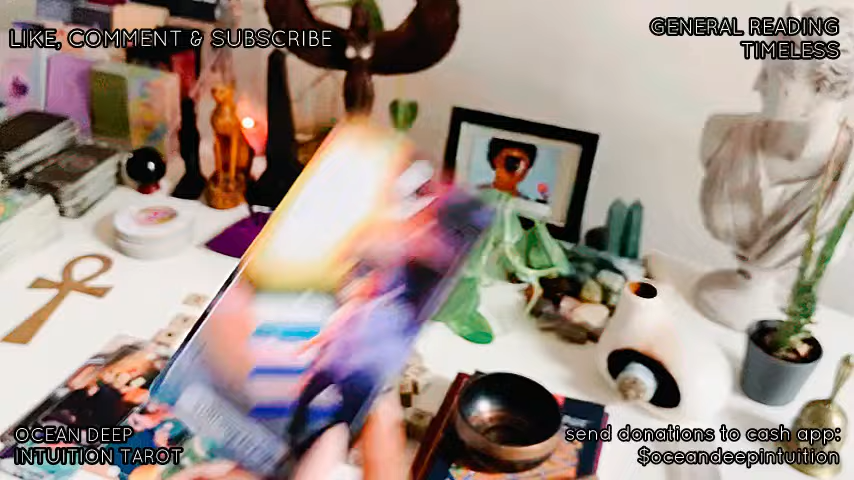 LIKE, COMMENT & SUBSCRIBE
GENERAL READING
TIMELESS
OCEAN DEEP
INTUITION TAROT
send donations to cash app:
$oceandeepintuition